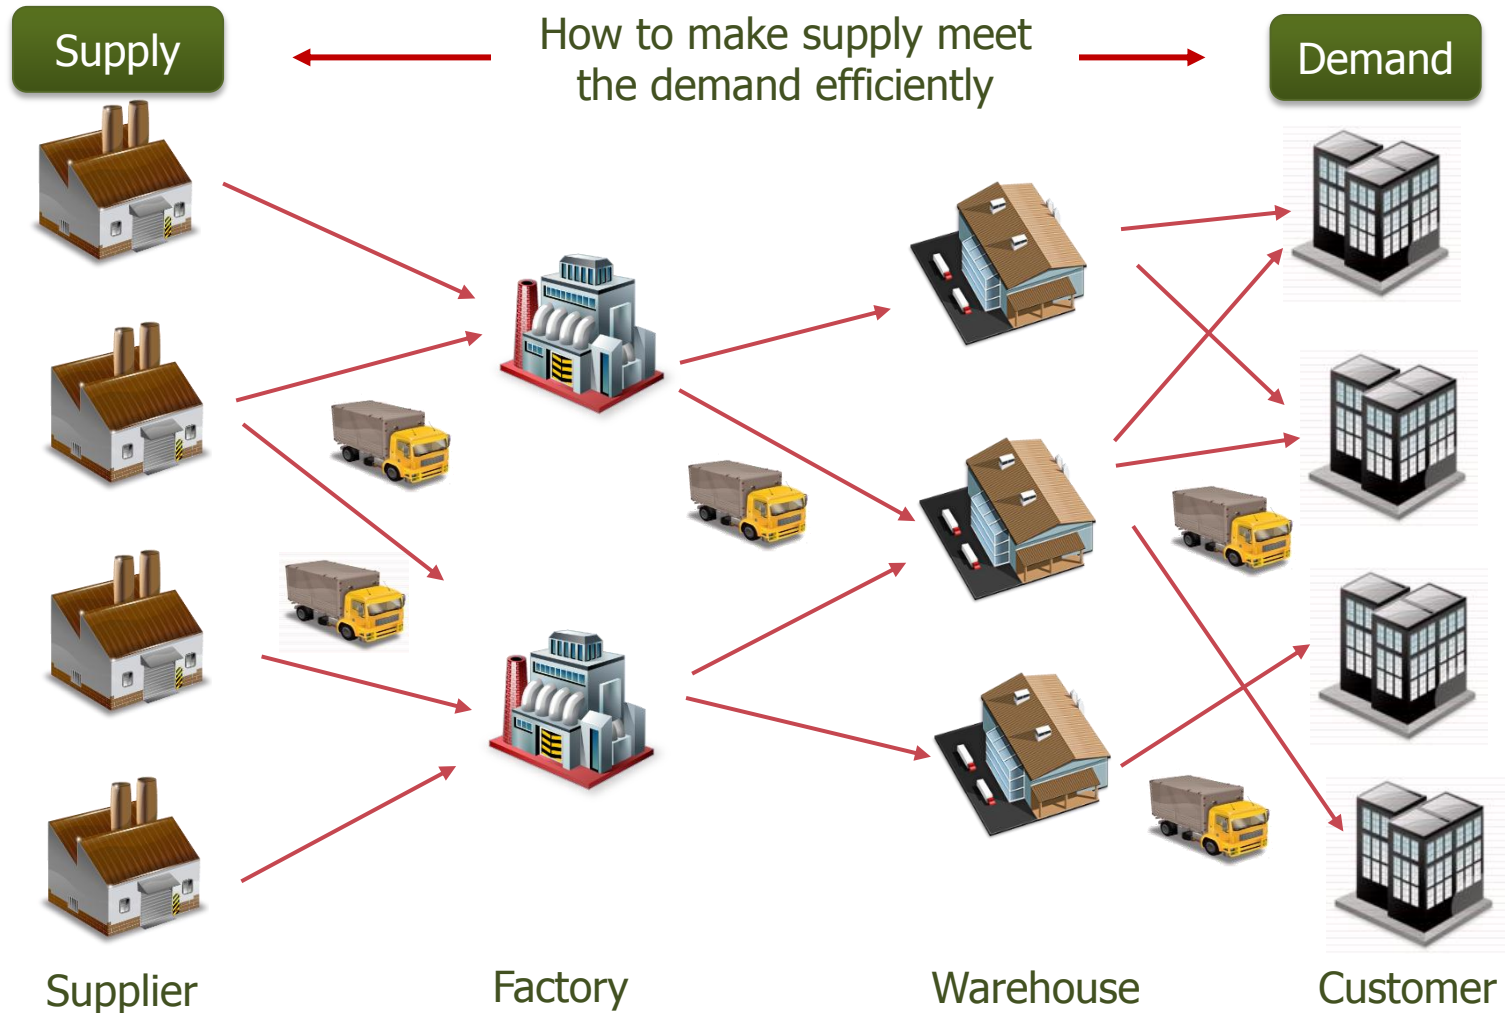 Supply
How to make supply meet
the demand efficiently
Demand
Supplier
Factory
Warehouse
Customer